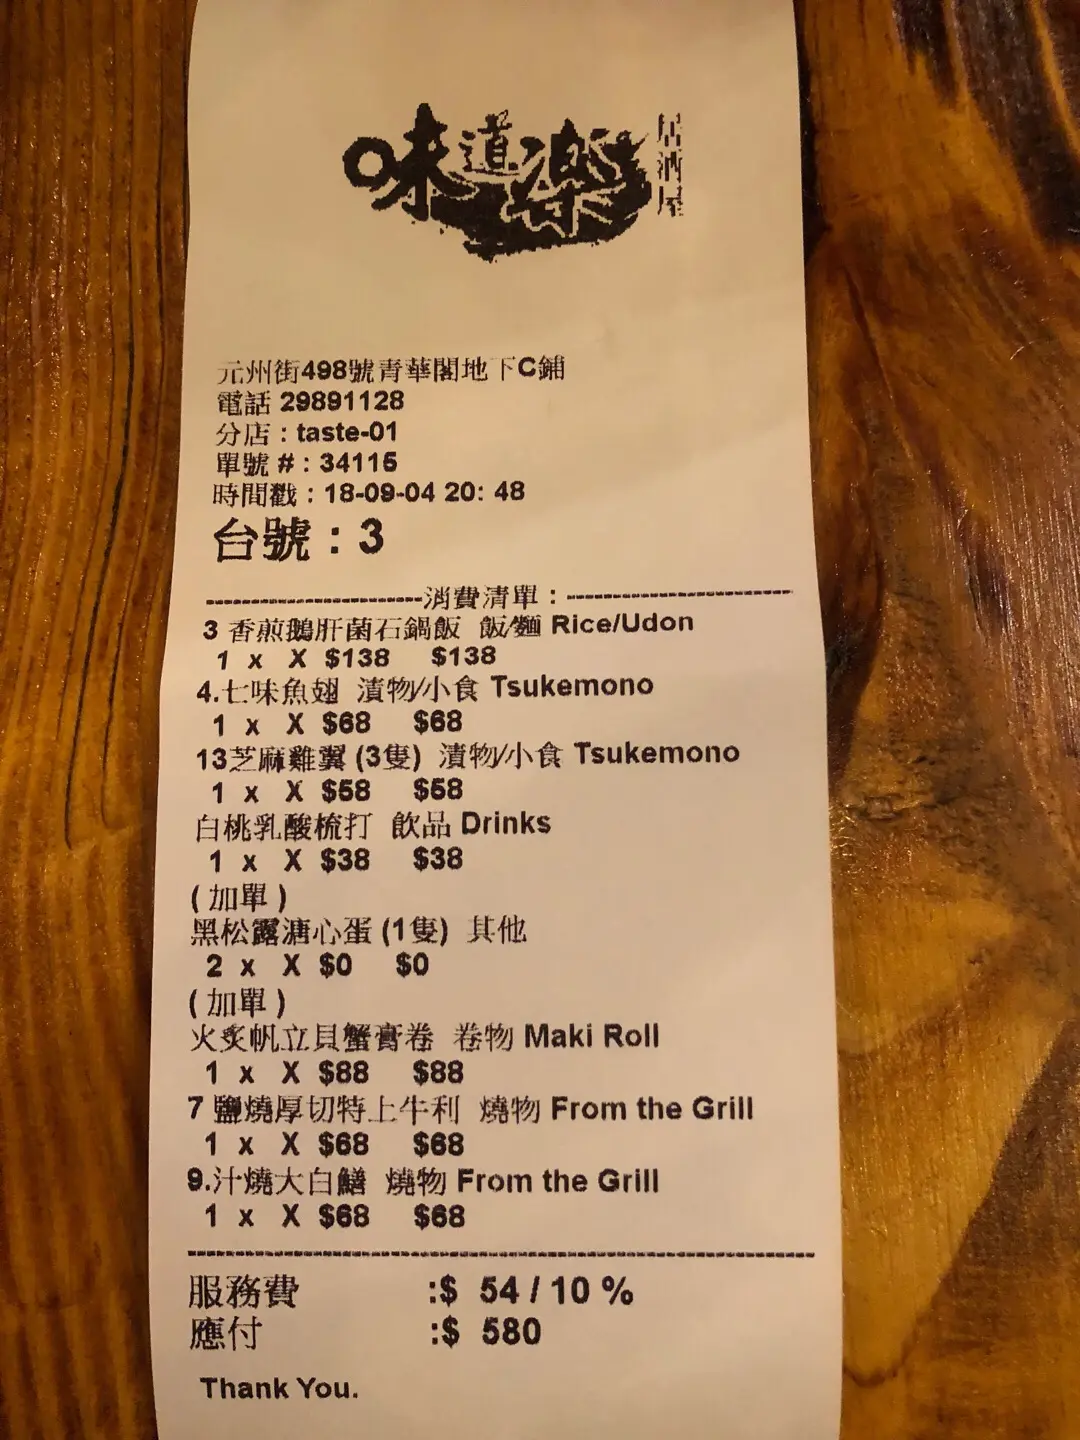 味道樂
居酒屋
元州街498號青華閣地下C鋪
電話 29891128
分店 : taste-01
單號 # : 34115
時間戳 : 18-09-04 20: 48
台號 : 3
-----------------------消費清單 : ------------------------
3 香煎鵝肝菌石鍋飯 飯/麵 Rice/Udon
1 x X $138 $138
4.七味魚翅 漬物/小食 Tsukemono
1 x X $68 $68
13芝麻雞翼 (3隻) 漬物/小食 Tsukemono
1 x X $58 $58
白桃乳酸梳打 飲品 Drinks
1 x X $38 $38
( 加單 )
黑松露溏心蛋 (1隻) 其他
2 x X $0 $0
( 加單 )
火炙帆立貝蟹膏卷 卷物 Maki Roll
1 x X $88 $88
7 鹽燒厚切特上牛利 燒物 From the Grill
1 x X $68 $68
9.汁燒大白鱔 燒物 From the Grill
1 x X $68 $68
------------------------------------------------------------------
服務費 :$ 54 / 10 %
應付 :$ 580
Thank You.